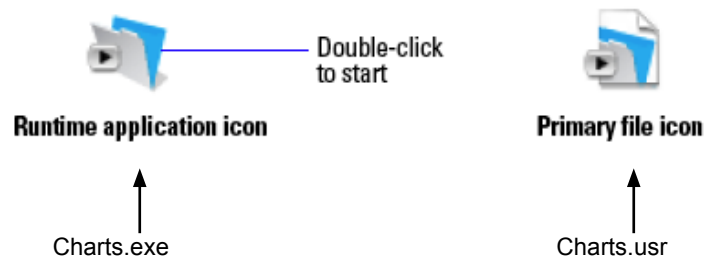 Double-click
to start
Runtime application icon
Primary file icon
Charts.exe
Charts.usr